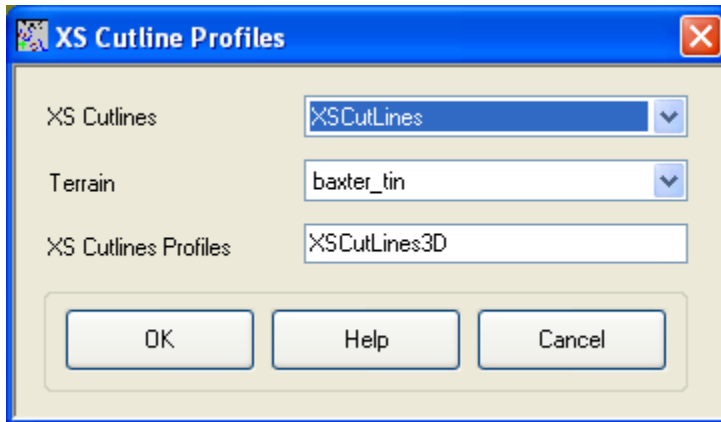 XS Cutline Profiles
XS Cutlines XSCutLines
Terrain baxter_tin
XS Cutlines Profiles XSCutLines3D
OK Help Cancel